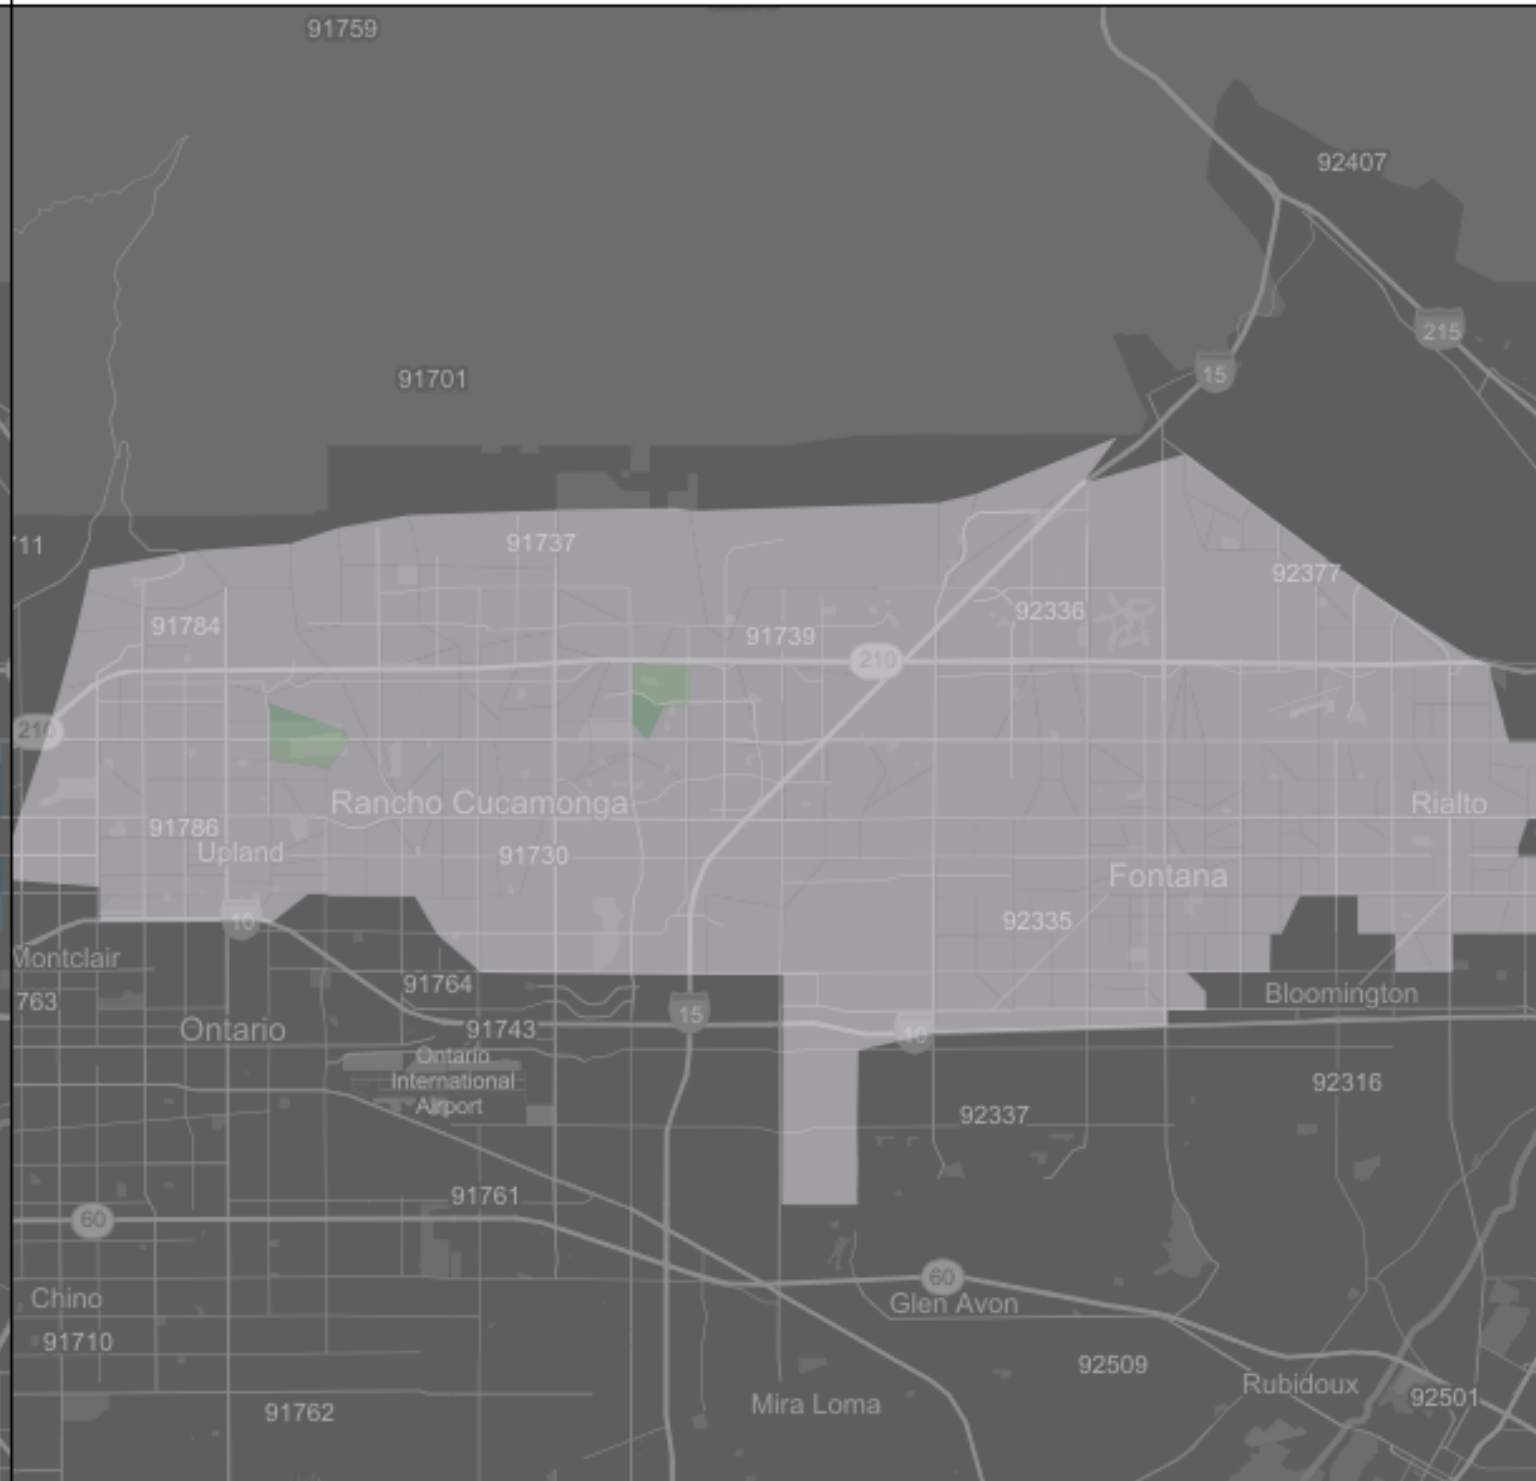 91759
92407
215
15
91701
'11
91737
92377
91784
92336
91739
210
210
Rancho Cucamonga
Rialto
91786
Upland
91730
Fontana
10
92335
Montclair
91764
763
Bloomington
15
Ontario
91743
10
Ontario
International
Airport
92316
92337
91761
60
60
Chino
Glen Avon
91710
92509
Rubidoux
92501
Mira Loma
91762